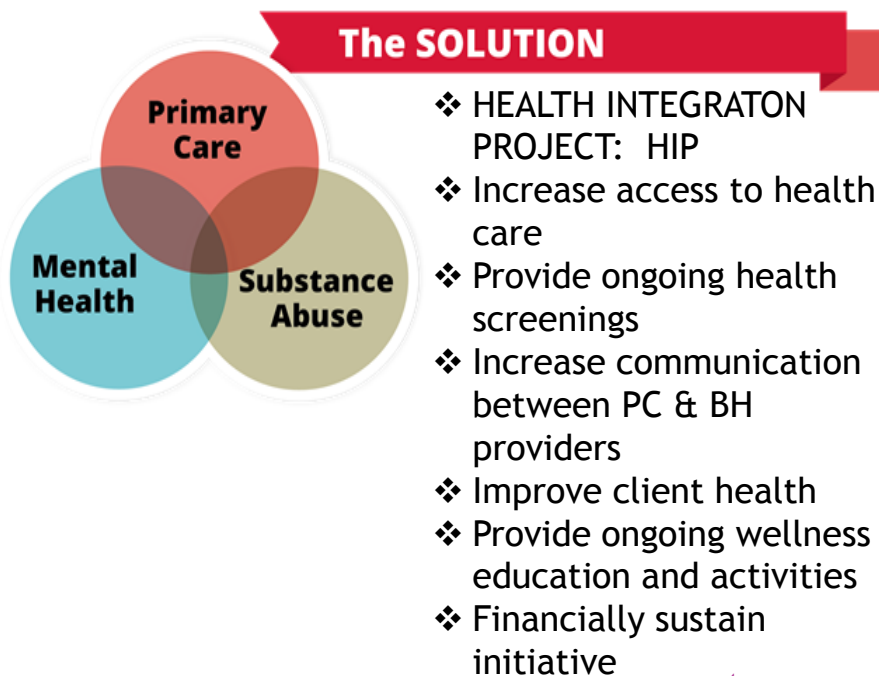 The SOLUTION
Primary
Care
Mental
Health
Substance
Abuse
❖ HEALTH INTEGRATON
PROJECT: HIP
❖ Increase access to health
care
❖ Provide ongoing health
screenings
❖ Increase communication
between PC & BH
providers
❖ Improve client health
❖ Provide ongoing wellness
education and activities
❖ Financially sustain
initiative